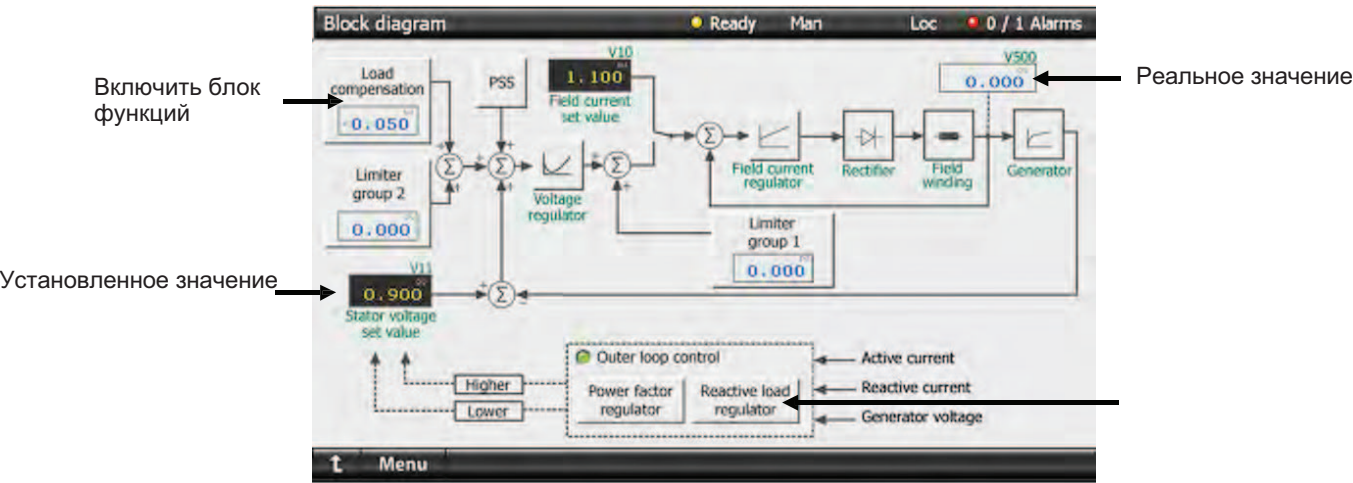 Block diagram
Ready
Man
Loc
0 / 1 Alarms
Включить блок
функций
Load
compensation
-0.050
PSS
V10
1.100
Field current
set value
V500
0.000
Реальное значение
Limiter
group 2
0.000
Σ
Σ
Voltage
regulator
Σ
Σ
Field current
regulator
Rectifier
Field
winding
Generator
Limiter
group 1
0.000
Установленное значение
V11
0.900
Stator voltage
set value
Σ
Higher
Lower
Outer loop control
Power factor
regulator
Reactive load
regulator
Active current
Reactive current
Generator voltage
Menu